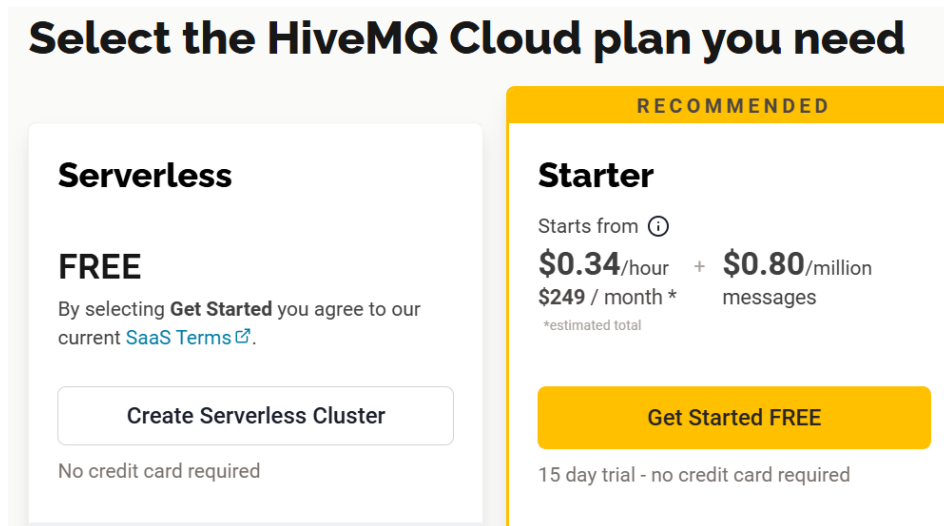 Select the HiveMQ Cloud plan you need
Serverless
FREE
By selecting Get Started you agree to our
current SaaS Terms.
Create Serverless Cluster
No credit card required
RECOMMENDED
Starter
Starts from
$0.34/hour + $0.80/million
$249 / month * messages
*estimated total
Get Started FREE
15 day trial - no credit card required